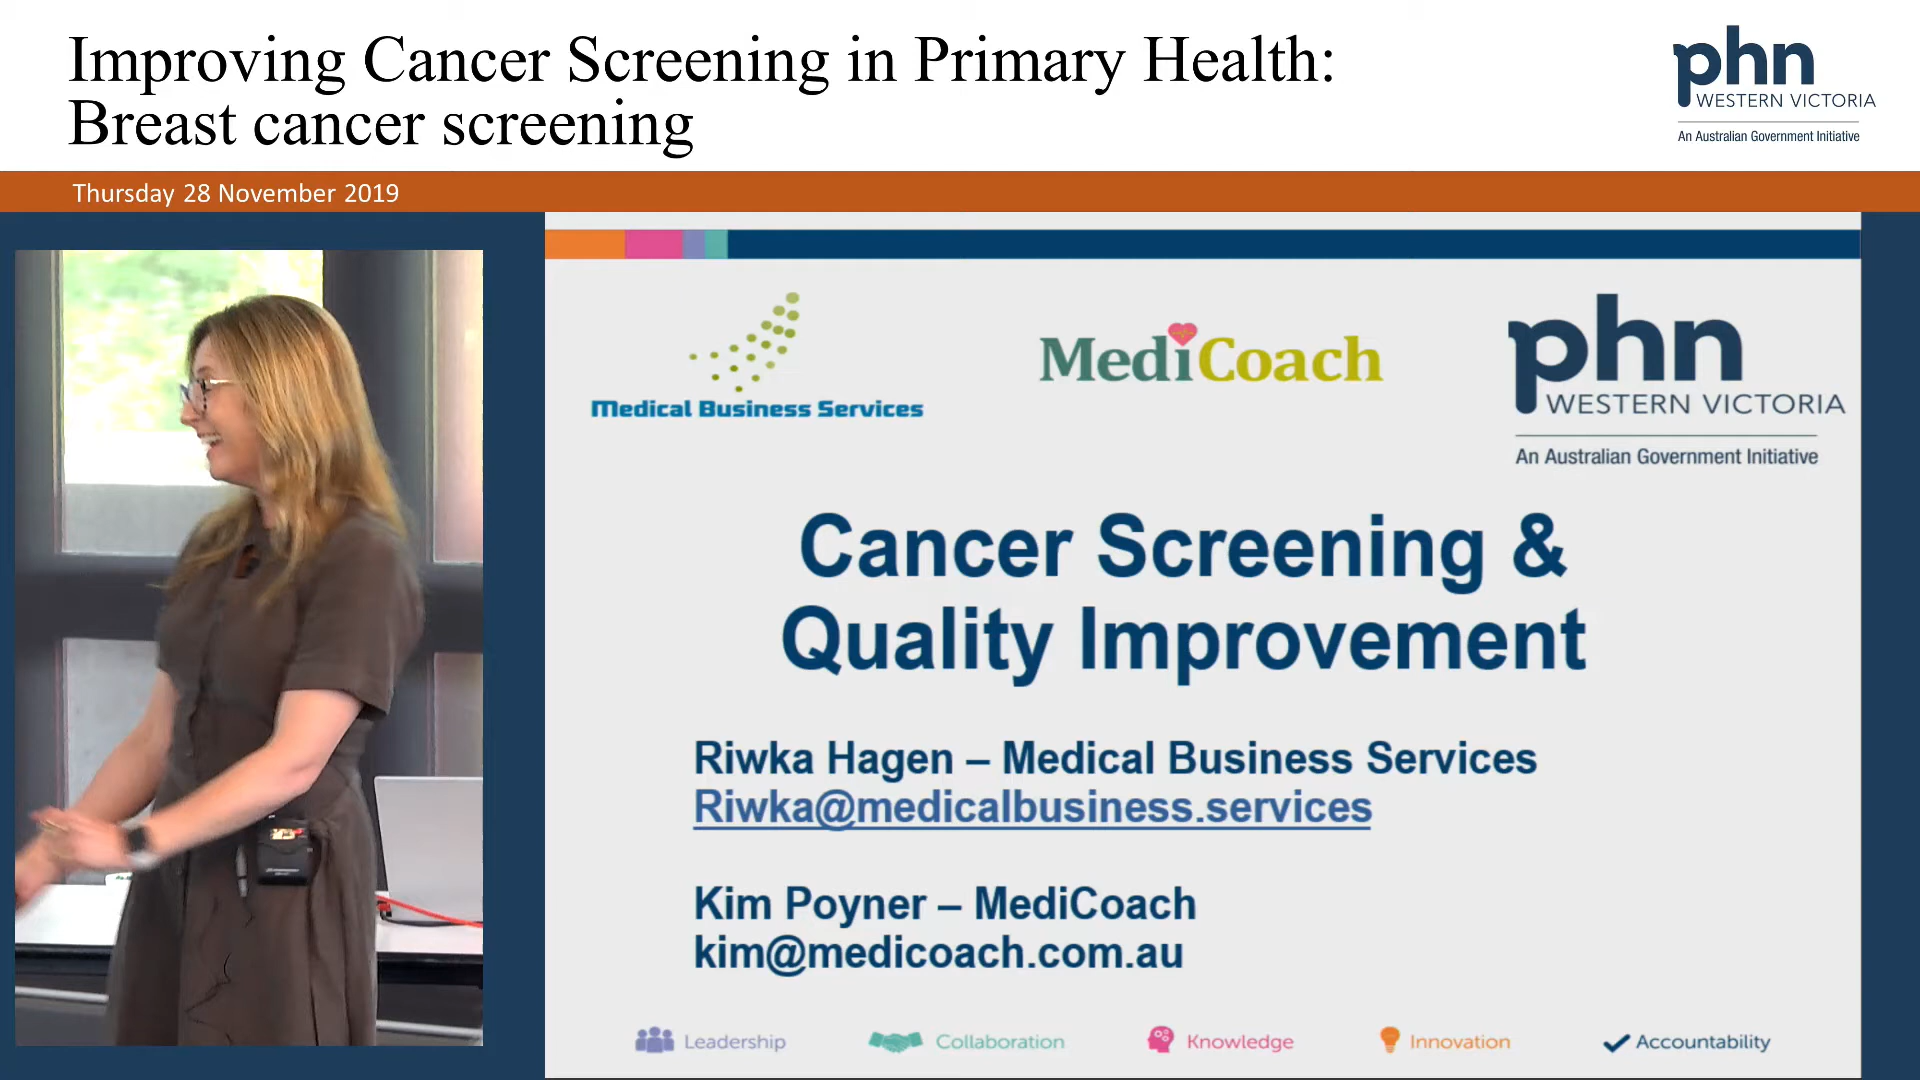 Improving Cancer Screening in Primary Health:
Breast cancer screening
phn
WESTERN VICTORIA
An Australian Government Initiative
Thursday 28 November 2019
Medical Business Services
MediCoach
phn
WESTERN VICTORIA
An Australian Government Initiative
Cancer Screening &
Quality Improvement
Riwka Hagen – Medical Business Services
Riwka@medicalbusiness.services
Kim Poyner – MediCoach
kim@medicoach.com.au
Leadership
Collaboration
Knowledge
Innovation
Accountability